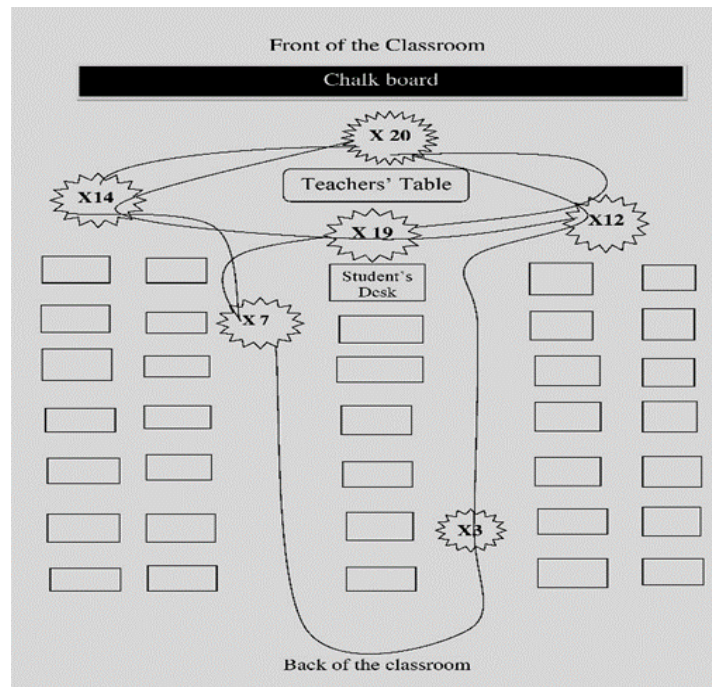 Front of the Classroom
Chalk board
X 20
Teachers' Table
X14
X12
X 19
Student's
Desk
X 7
X3
Back of the classroom